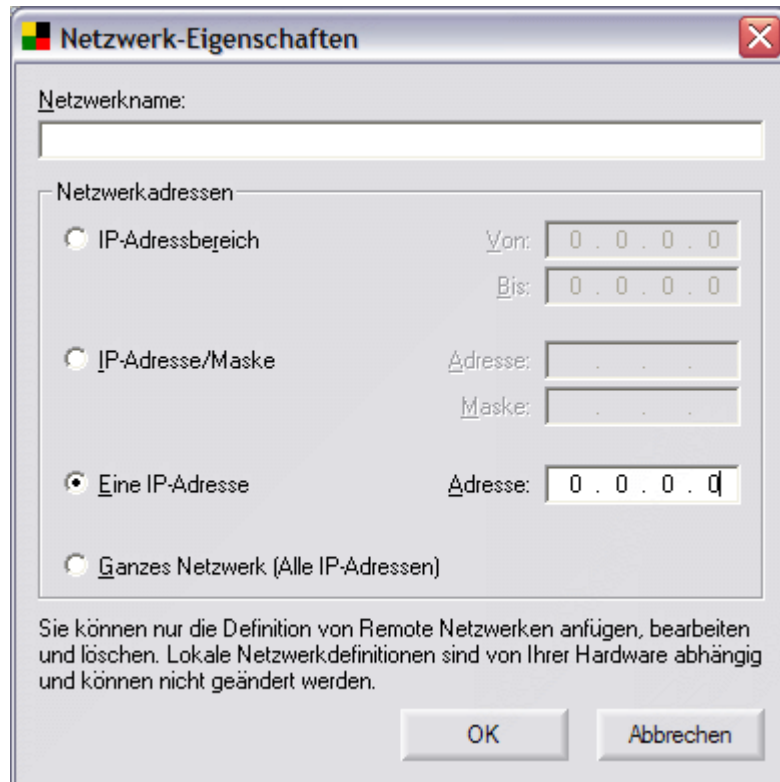 Netzwerk-Eigenschaften
Netzwerkname:
Netzwerkadressen
IP-Adressbereich Von: 0 . 0 . 0 . 0
Bis: 0 . 0 . 0 . 0
IP-Adresse/Maske Adresse: . . .
Maske: . . .
Eine IP-Adresse Adresse: 0 . 0 . 0 . 0
Ganzes Netzwerk (Alle IP-Adressen)
Sie können nur die Definition von Remote Netzwerken anfügen, bearbeiten
und löschen. Lokale Netzwerkdefinitionen sind von Ihrer Hardware abhängig
und können nicht geändert werden.
OK Abbrechen